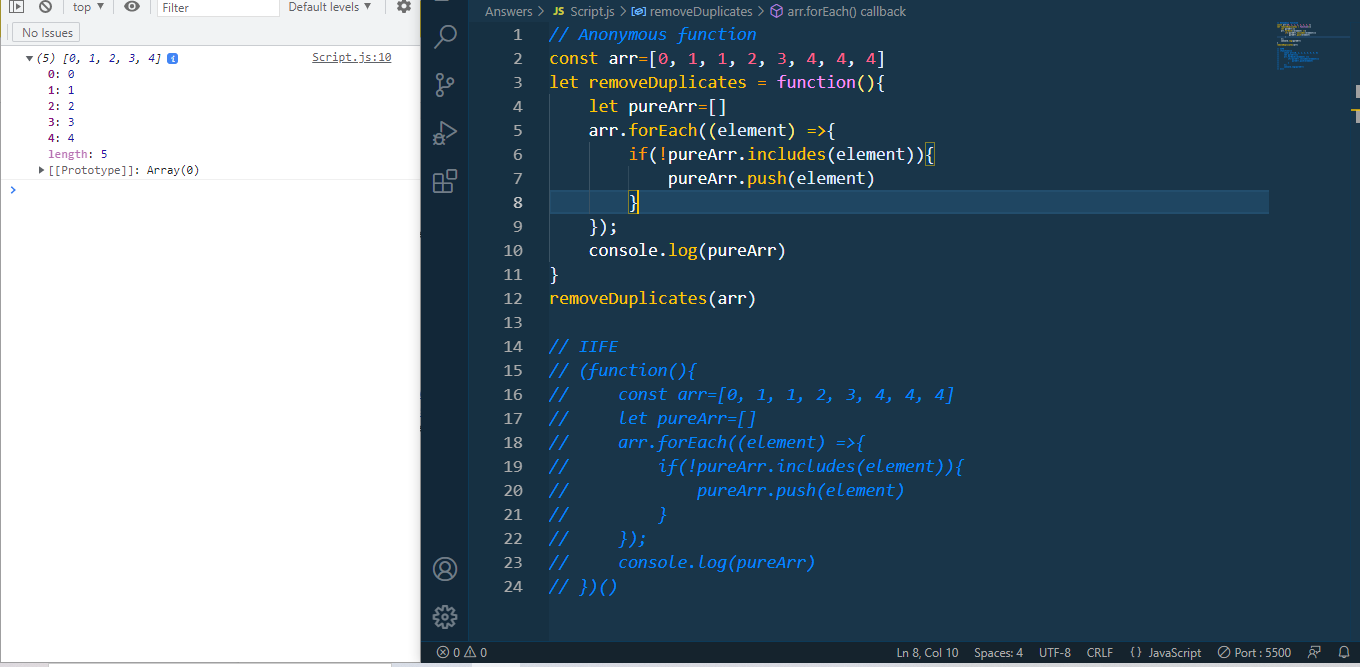 top ▼
Filter
Default levels ▼
No Issues
▼(5) [0, 1, 2, 3, 4] i
Script.js:10
0: 0
1: 1
2: 2
3: 3
4: 4
length: 5
▶[[Prototype]]: Array(0)
>
Answers > JS Script.js > removeDuplicates > arr.forEach() callback
1 // Anonymous function
2 const arr=[0, 1, 1, 2, 3, 4, 4, 4]
3 let removeDuplicates = function(){
4     let pureArr=[]
5     arr.forEach((element) =>{
6         if(!pureArr.includes(element)){
7             pureArr.push(element)
8         }
9     });
10     console.log(pureArr)
11 }
12 removeDuplicates(arr)
13
14 // IIFE
15 // (function(){
16 //     const arr=[0, 1, 1, 2, 3, 4, 4, 4]
17 //     let pureArr=[]
18 //     arr.forEach((element) =>{
19 //         if(!pureArr.includes(element)){
20 //             pureArr.push(element)
21 //         }
22 //     });
23 //     console.log(pureArr)
24 // })()
0 0
Ln 8, Col 10 Spaces: 4 UTF-8 CRLF {} JavaScript Port : 5500